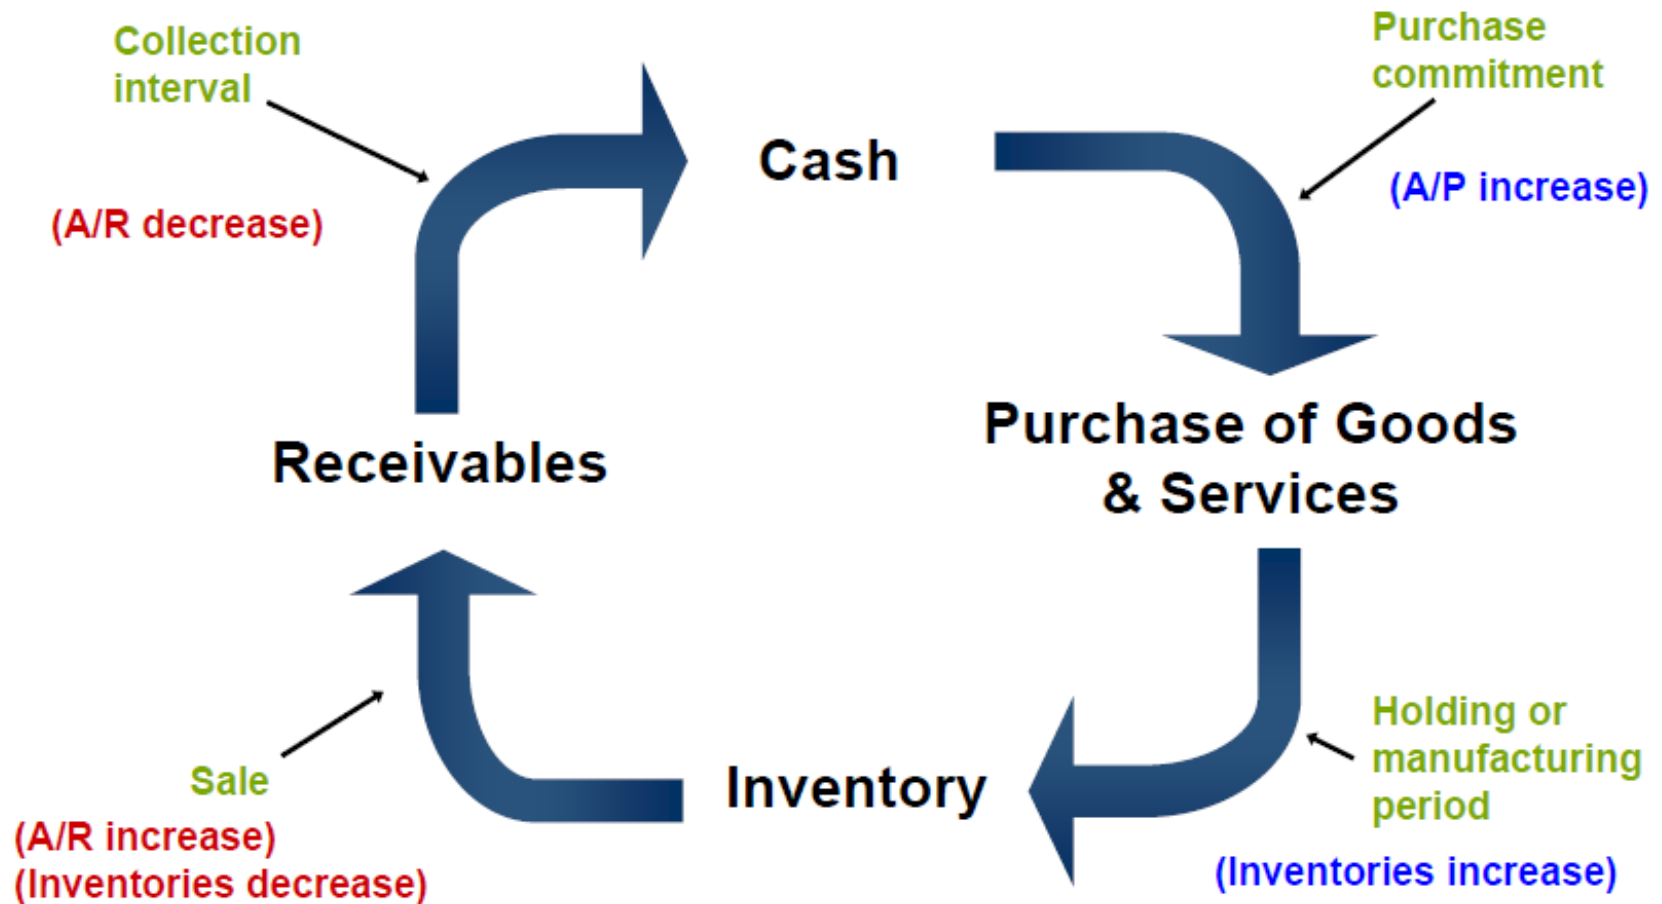 Collection
interval
(A/R decrease)
Cash
Purchase
commitment
(A/P increase)
Receivables
Purchase of Goods
& Services
Sale
(A/R increase)
(Inventories decrease)
Inventory
Holding or
manufacturing
period
(Inventories increase)